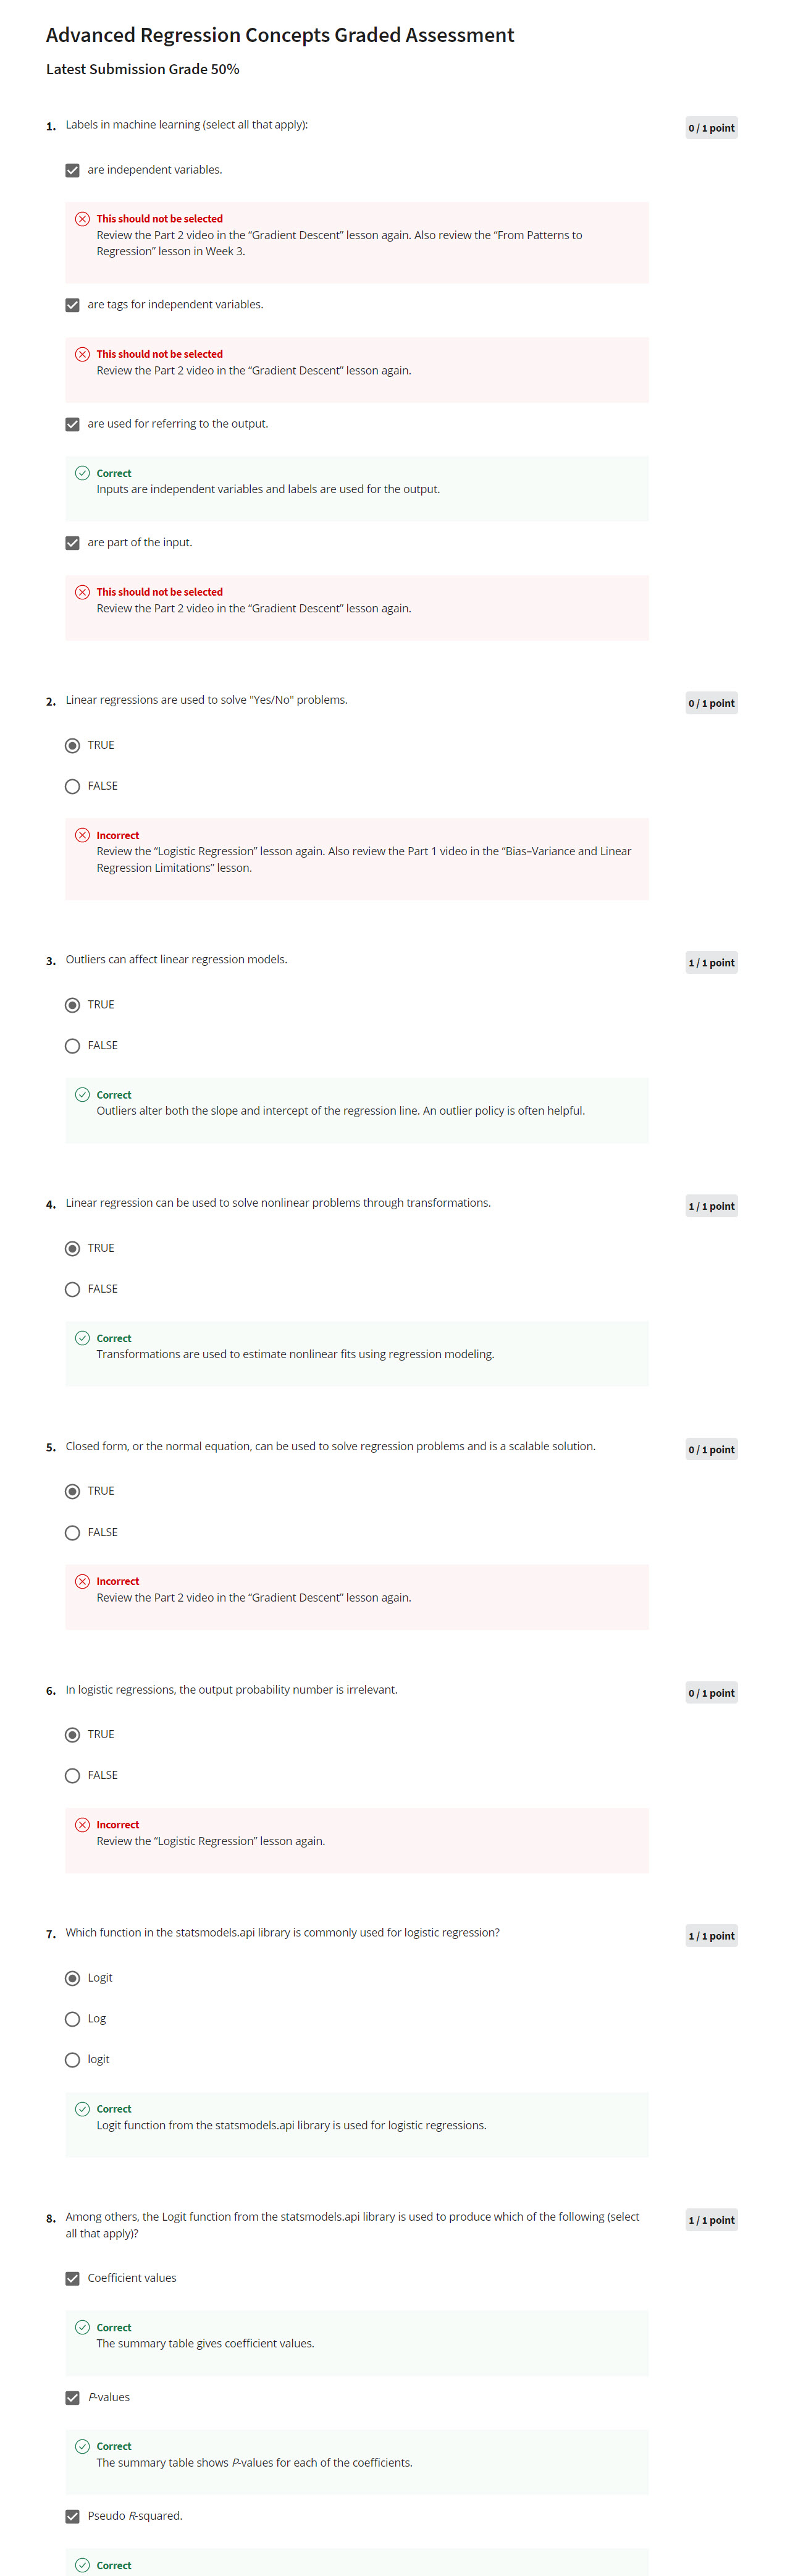 Advanced Regression Concepts Graded Assessment
Latest Submission Grade 50%
1. Labels in machine learning (select all that apply):
0 / 1 point
are independent variables.
This should not be selected
Review the Part 2 video in the “Gradient Descent” lesson again. Also review the “From Patterns to
Regression” lesson in Week 3.
are tags for independent variables.
This should not be selected
Review the Part 2 video in the “Gradient Descent” lesson again.
are used for referring to the output.
Correct
Inputs are independent variables and labels are used for the output.
are part of the input.
This should not be selected
Review the Part 2 video in the “Gradient Descent” lesson again.
2. Linear regressions are used to solve "Yes/No" problems.
0 / 1 point
TRUE
FALSE
Incorrect
Review the “Logistic Regression” lesson again. Also review the Part 1 video in the “Bias–Variance and Linear
Regression Limitations” lesson.
3. Outliers can affect linear regression models.
1 / 1 point
TRUE
FALSE
Correct
Outliers alter both the slope and intercept of the regression line. An outlier policy is often helpful.
4. Linear regression can be used to solve nonlinear problems through transformations.
1 / 1 point
TRUE
FALSE
Correct
Transformations are used to estimate nonlinear fits using regression modeling.
5. Closed form, or the normal equation, can be used to solve regression problems and is a scalable solution.
0 / 1 point
TRUE
FALSE
Incorrect
Review the Part 2 video in the “Gradient Descent” lesson again.
6. In logistic regressions, the output probability number is irrelevant.
0 / 1 point
TRUE
FALSE
Incorrect
Review the “Logistic Regression” lesson again.
7. Which function in the statsmodels.api library is commonly used for logistic regression?
1 / 1 point
Logit
Log
logit
Correct
Logit function from the statsmodels.api library is used for logistic regressions.
8. Among others, the Logit function from the statsmodels.api library is used to produce which of the following (select
all that apply)?
1 / 1 point
Coefficient values
Correct
The summary table gives coefficient values.
P-values
Correct
The summary table shows P-values for each of the coefficients.
Pseudo R-squared.
Correct